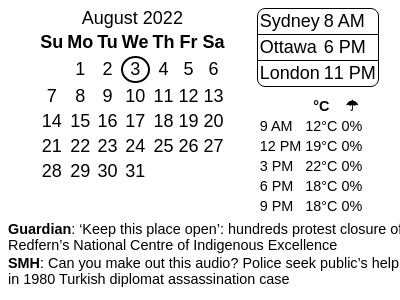 August 2022
Su Mo Tu We Th Fr Sa
1 2 3 4 5 6
7 8 9 10 11 12 13
14 15 16 17 18 19 20
21 22 23 24 25 26 27
28 29 30 31
Sydney 8 AM
Ottawa 6 PM
London 11 PM
°C ☂
9 AM 12°C 0%
12 PM 19°C 0%
3 PM 22°C 0%
6 PM 18°C 0%
9 PM 18°C 0%
Guardian: ‘Keep this place open’: hundreds protest closure of
Redfern’s National Centre of Indigenous Excellence
SMH: Can you make out this audio? Police seek public’s help
in 1980 Turkish diplomat assassination case